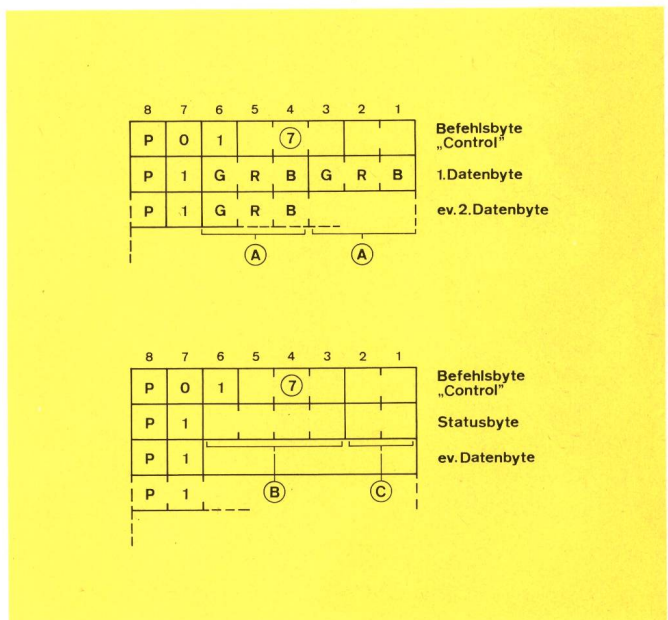 8 7 6 5 4 3 2 1
P 0 1 7 Befehlsbyte
„Control”
P 1 G R B G R B 1.Datenbyte
P 1 G R B ev. 2.Datenbyte
A A
8 7 6 5 4 3 2 1
P 0 1 7 Befehlsbyte
„Control”
P 1 Statusbyte
P 1 ev. Datenbyte
P 1 B C